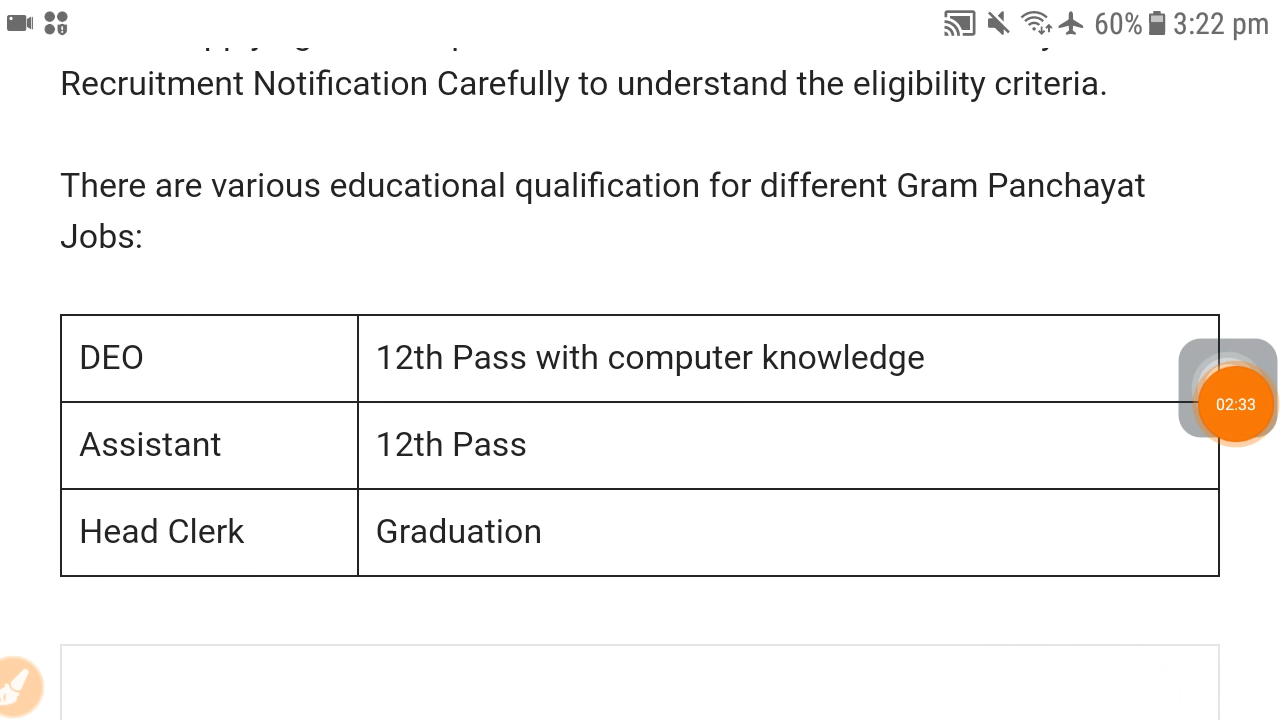 60% 3:22 pm
Recruitment Notification Carefully to understand the eligibility criteria.
There are various educational qualification for different Gram Panchayat
Jobs:
DEO 12th Pass with computer knowledge
02:33
Assistant 12th Pass
Head Clerk Graduation